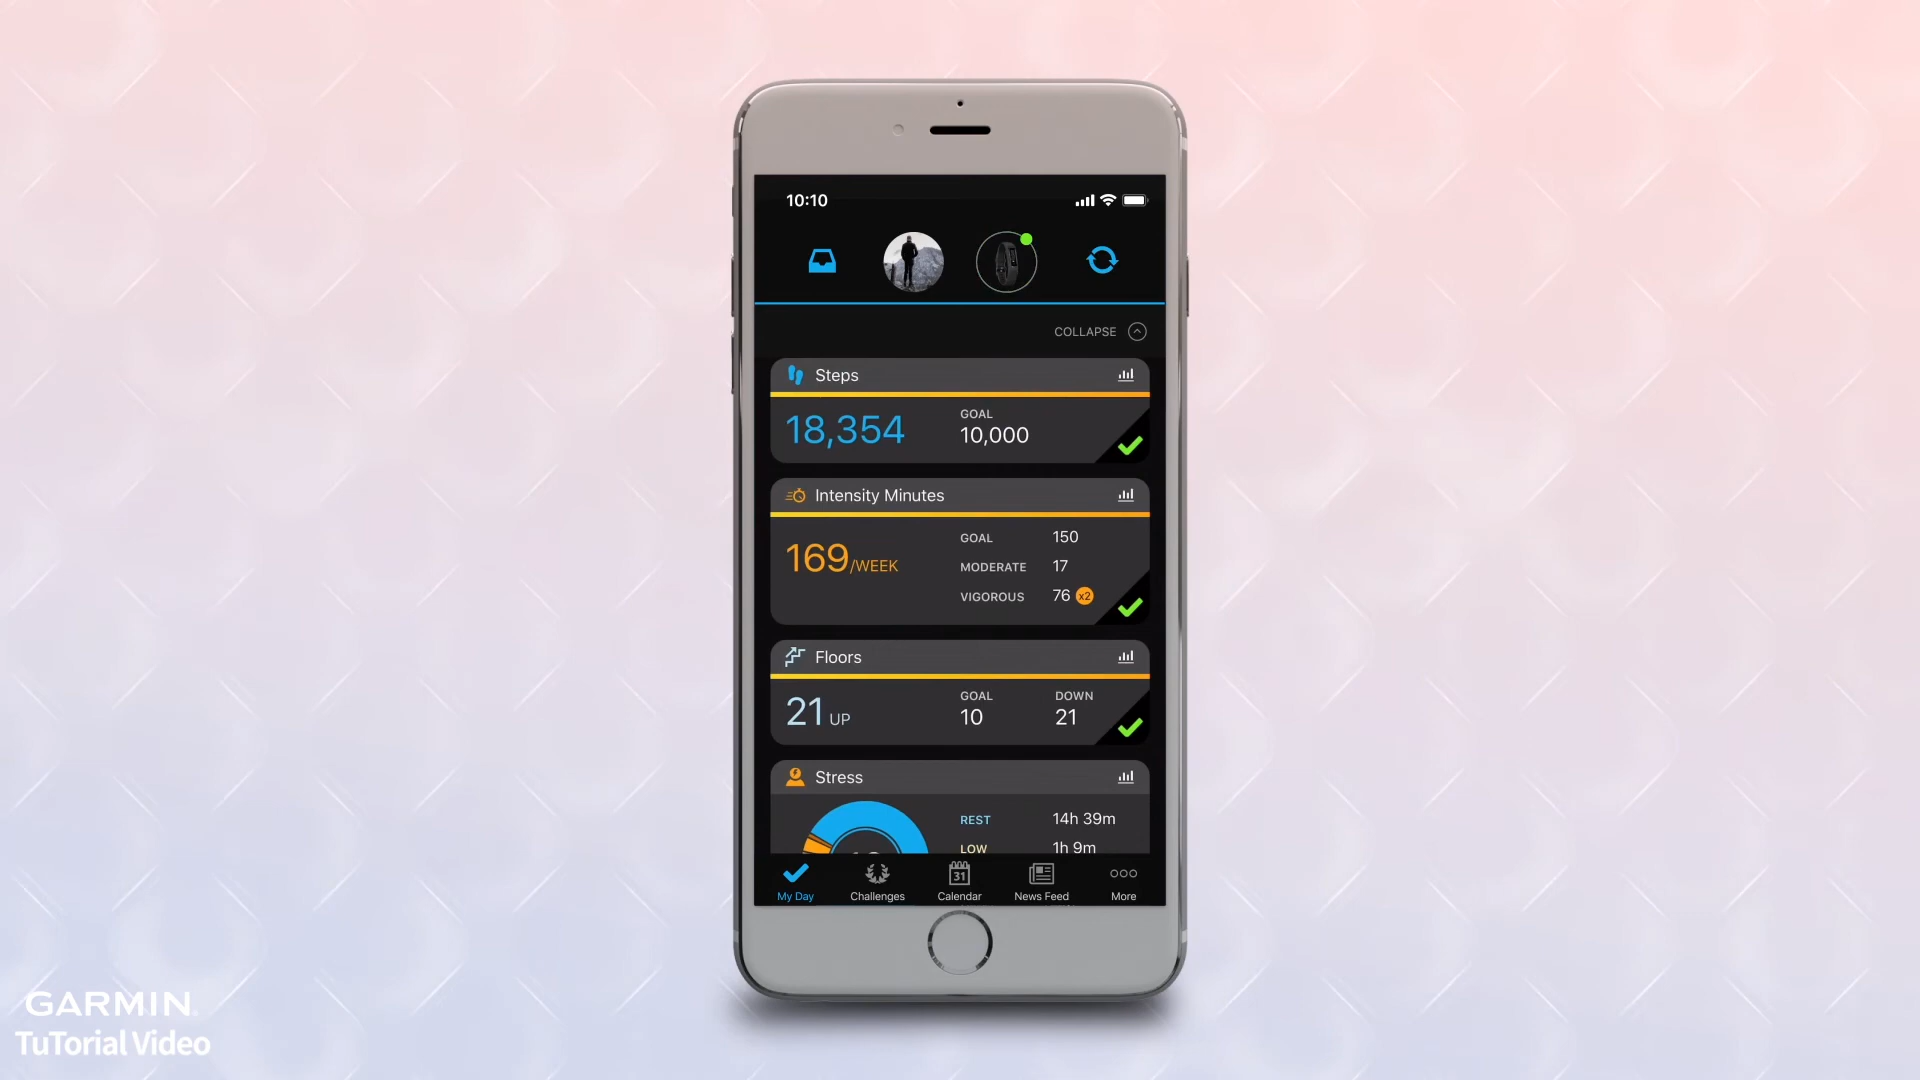 10:10
COLLAPSE
Steps
18,354
GOAL
10,000
Intensity Minutes
169/WEEK
GOAL 150
MODERATE 17
VIGOROUS 76 x2
Floors
21 UP
GOAL
10
DOWN
21
Stress
REST 14h 39m
LOW 1h 9m
31
My Day
Challenges
Calendar
News Feed
More
GARMIN
TuTorial Video